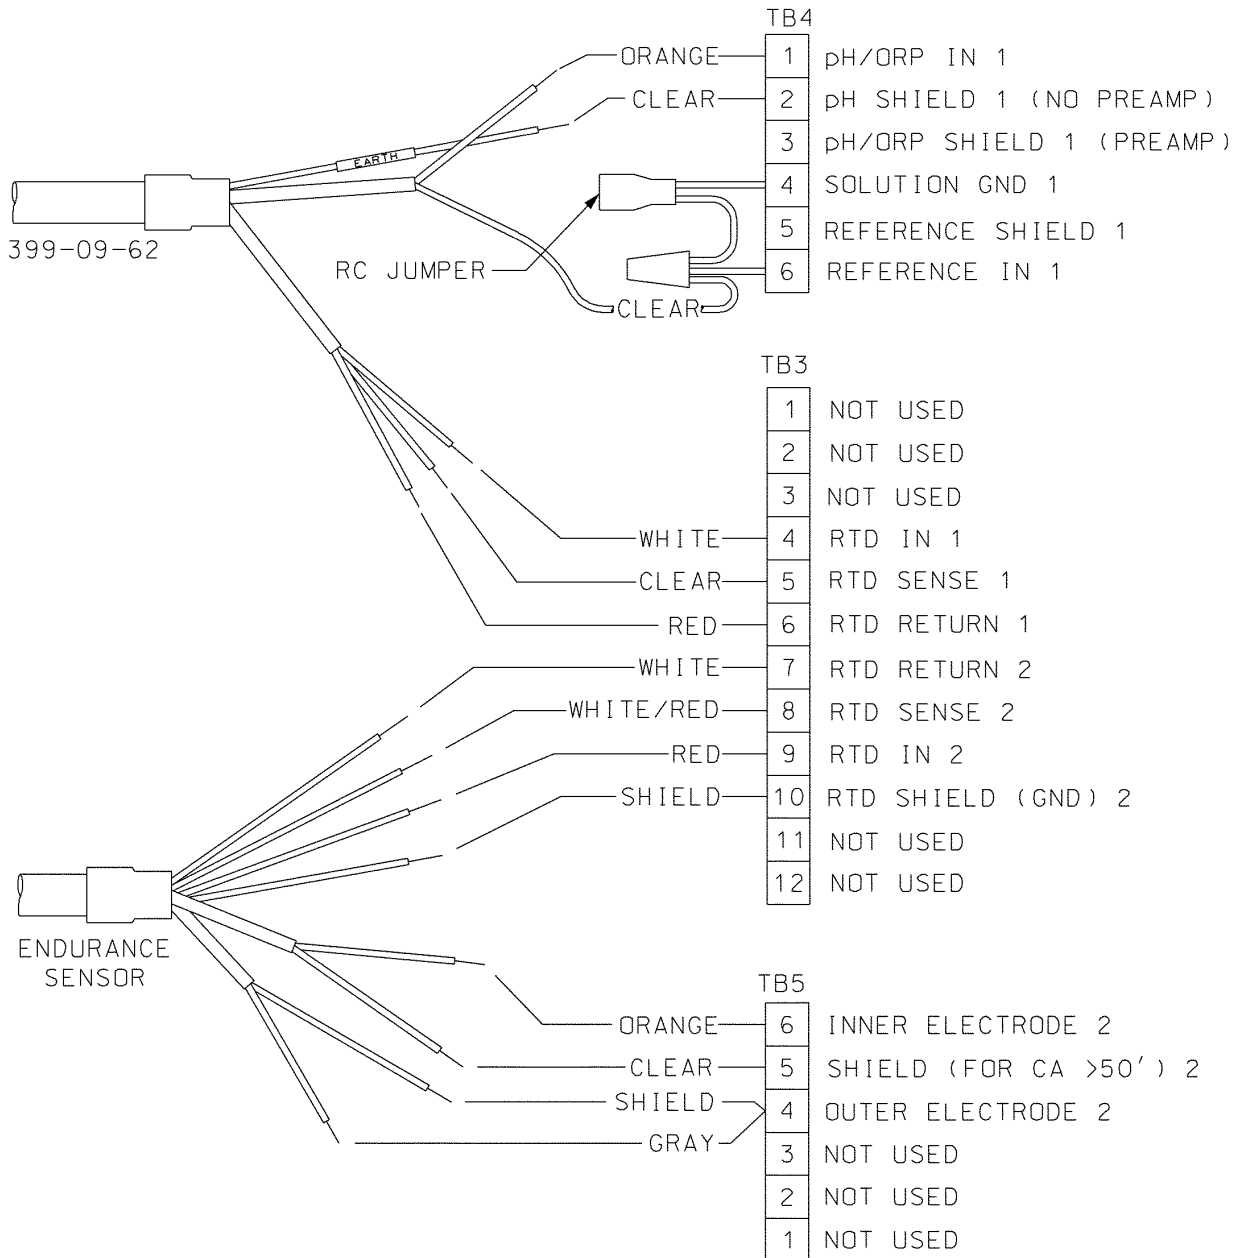 TB4
ORANGE 1 pH/ORP IN 1
CLEAR 2 pH SHIELD 1 (NO PREAMP)
3 pH/ORP SHIELD 1 (PREAMP)
EARTH
4 SOLUTION GND 1
5 REFERENCE SHIELD 1
399-09-62
RC JUMPER
6 REFERENCE IN 1
CLEAR
TB3
1 NOT USED
2 NOT USED
3 NOT USED
WHITE 4 RTD IN 1
CLEAR 5 RTD SENSE 1
RED 6 RTD RETURN 1
WHITE 7 RTD RETURN 2
WHITE/RED 8 RTD SENSE 2
RED 9 RTD IN 2
SHIELD 10 RTD SHIELD (GND) 2
11 NOT USED
12 NOT USED
ENDURANCE
SENSOR
TB5
ORANGE 6 INNER ELECTRODE 2
CLEAR 5 SHIELD (FOR CA >50') 2
SHIELD
4 OUTER ELECTRODE 2
GRAY
3 NOT USED
2 NOT USED
1 NOT USED